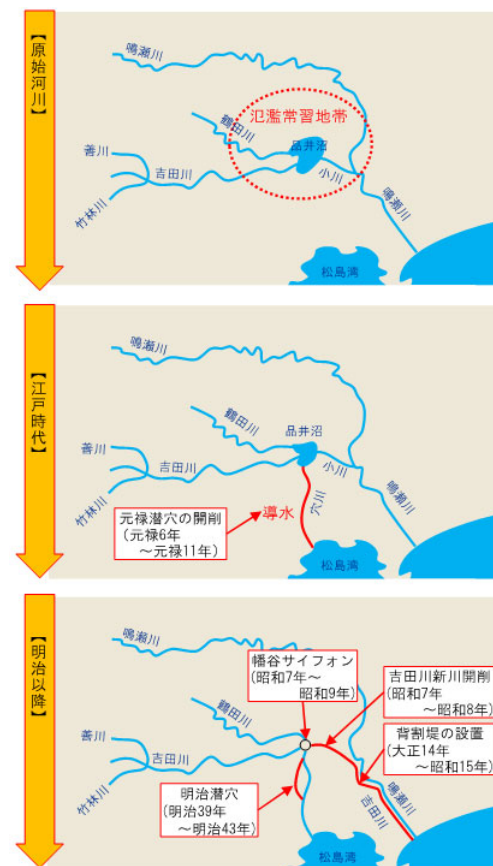 【原始河川】
鳴瀬川
氾濫常習地帯
鶴田川
品井沼
善川
吉田川
小川
竹林川
鳴瀬川
松島湾
【江戸時代】
鳴瀬川
鶴田川
品井沼
善川
吉田川
小川
竹林川
鳴瀬川
穴川
導水
元禄潜穴の開削
(元禄6年
~元禄11年)
松島湾
【明治以降】
鳴瀬川
幡谷サイフォン
(昭和7年~
昭和9年)
吉田川新川開削
(昭和7年
~昭和8年)
鶴田川
善川
吉田川
背割堤の設置
(大正14年
~昭和15年)
竹林川
明治潜穴
(明治39年
~明治43年)
鳴瀬川
吉田川
松島湾